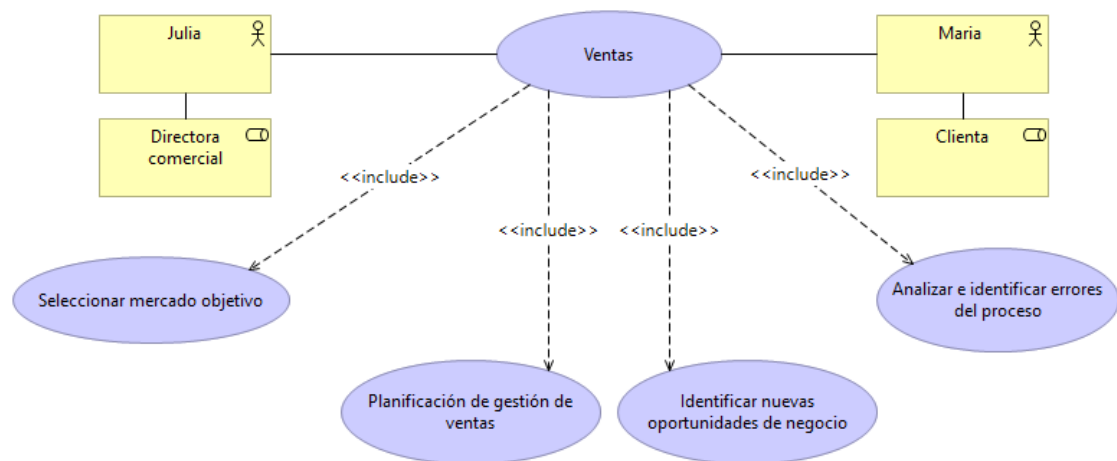 Julia
Ventas
Maria
Directora
comercial
Clienta
<<include>>
<<include>>
<<include>>
<<include>>
Seleccionar mercado objetivo
Analizar e identificar errores
del proceso
Planificación de gestión de
ventas
Identificar nuevas
oportunidades de negocio